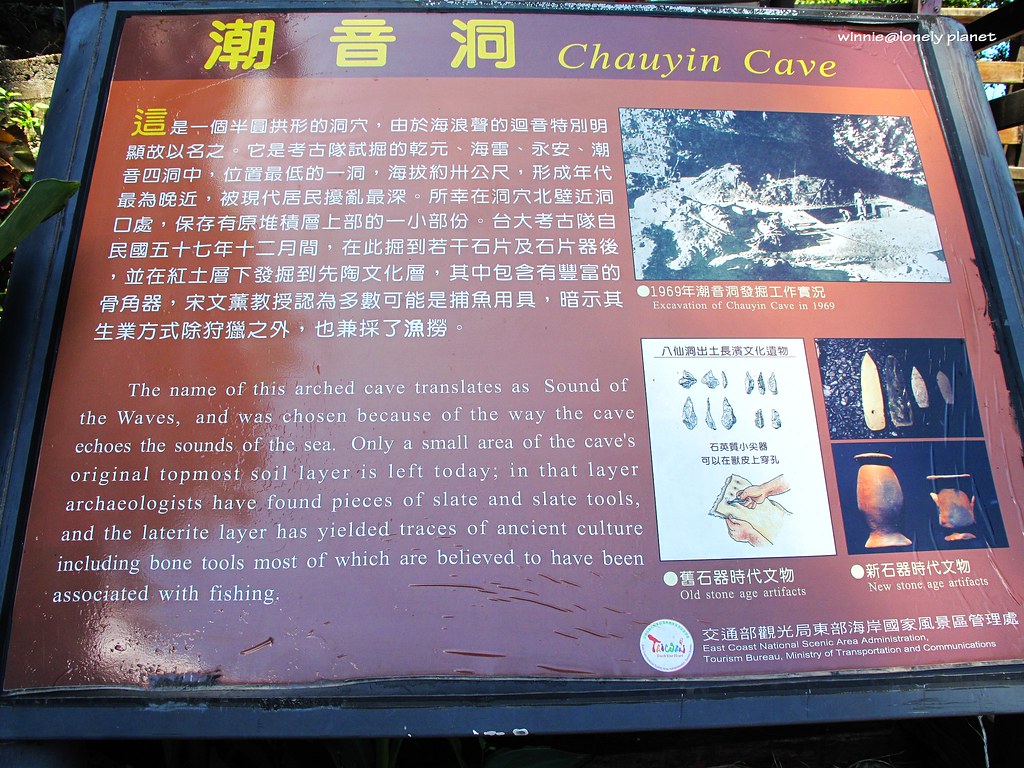 winnie@lonely planet
潮音洞 Chauyin Cave
這是一個半圓拱形的洞穴，由於海浪聲的迴音特別明
顯故以名之。它是考古隊試掘的乾元、海雷、永安、潮
音四洞中，位置最低的一洞，海拔約卅公尺，形成年代
最為晚近，被現代居民擾亂最深。所幸在洞穴北壁近洞
口處，保存有原堆積層上部的一小部份。台大考古隊自
民國五十七年十二月間，在此掘到若干石片及石片器後
，並在紅土層下發掘到先陶文化層，其中包含有豐富的
骨角器，宋文薰教授認為多數可能是捕魚用具，暗示其
生業方式除狩獵之外，也兼採了漁撈。
The name of this arched cave translates as Sound of
the Waves, and was chosen because of the way the cave
echoes the sounds of the sea. Only a small area of the cave's
original topmost soil layer is left today; in that layer
archaeologists have found pieces of slate and slate tools,
and the laterite layer has yielded traces of ancient culture
including bone tools most of which are believed to have been
associated with fishing.
●1969年潮音洞發掘工作實況
Excavation of Chauyin Cave in 1969
八仙洞出土長濱文化遺物
石英質小尖器
可以在獸皮上穿孔
●舊石器時代文物
Old stone age artifacts
●新石器時代文物
New stone age artifacts
交通部觀光局東部海岸國家風景區管理處
East Coast National Scenic Area Administration,
Tourism Bureau, Ministry of Transportation and Communications